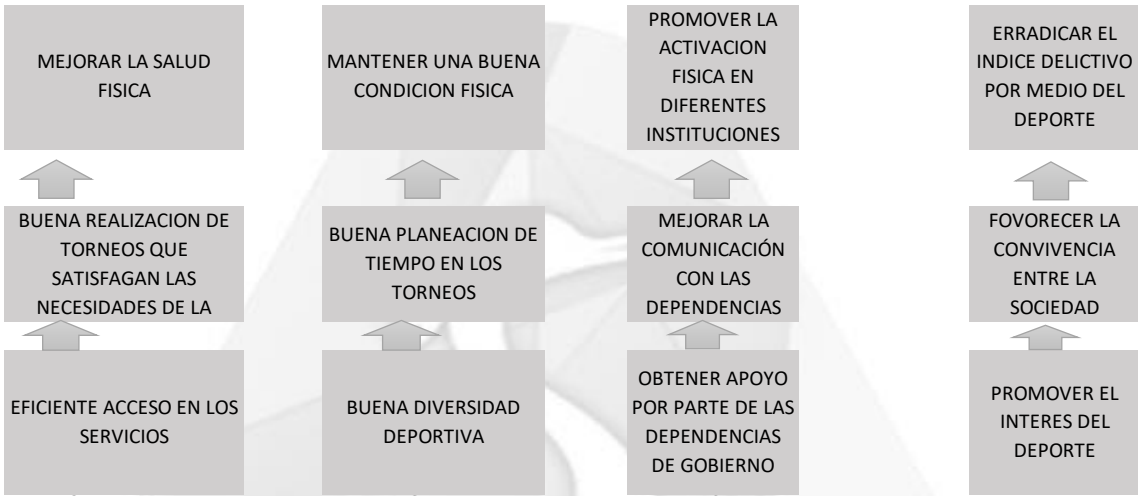 MEJORAR LA SALUD
FISICA
MANTENER UNA BUENA
CONDICION FISICA
PROMOVER LA
ACTIVACION
FISICA EN
DIFERENTES
INSTITUCIONES
ERRADICAR EL
INDICE DELICTIVO
POR MEDIO DEL
DEPORTE
BUENA REALIZACION DE
TORNEOS QUE
SATISFAGAN LAS
NECESIDADES DE LA
BUENA PLANEACION DE
TIEMPO EN LOS
TORNEOS
MEJORAR LA
COMUNICACIÓN
CON LAS
DEPENDENCIAS
FOVORECER LA
CONVIVENCIA
ENTRE LA
SOCIEDAD
EFICIENTE ACCESO EN LOS
SERVICIOS
BUENA DIVERSIDAD
DEPORTIVA
OBTENER APOYO
POR PARTE DE LAS
DEPENDENCIAS
DE GOBIERNO
PROMOVER EL
INTERES DEL
DEPORTE